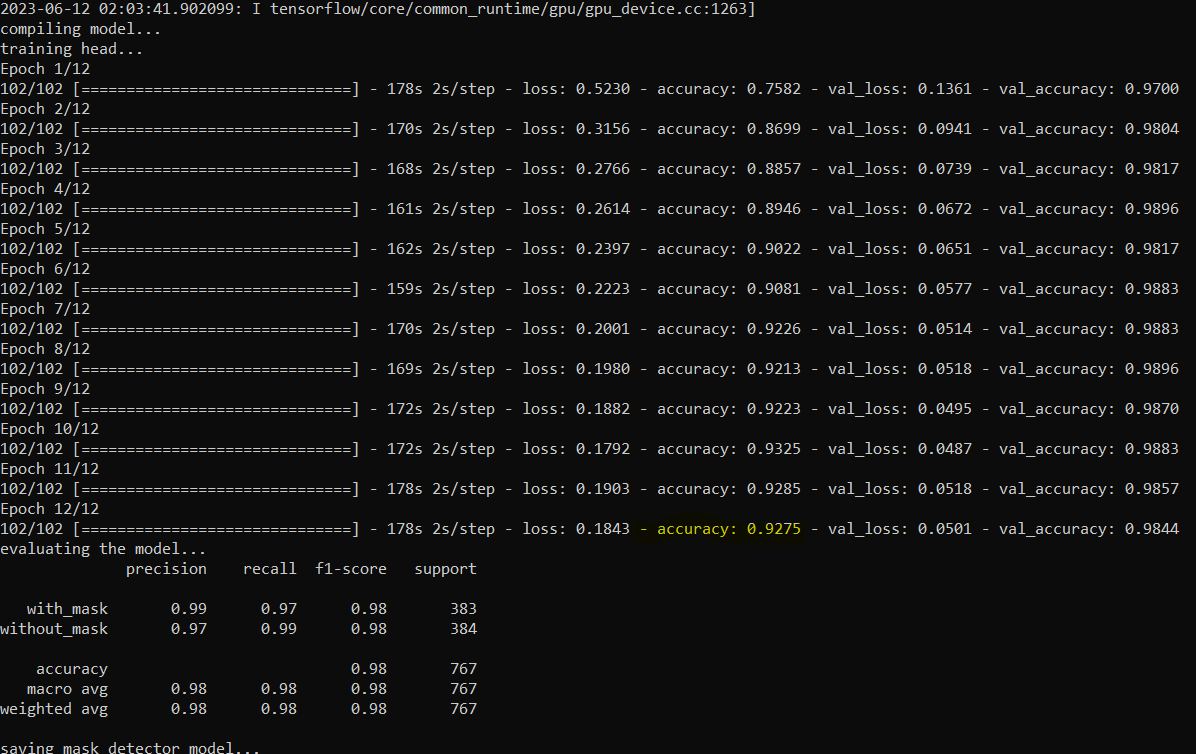 2023-06-12 02:03:41.902099: I tensorflow/core/common_runtime/gpu/gpu_device.cc:1263]
compiling model...
training head...
Epoch 1/12
102/102 [==============================] - 178s 2s/step - loss: 0.5230 - accuracy: 0.7582 - val_loss: 0.1361 - val_accuracy: 0.9700
Epoch 2/12
102/102 [==============================] - 170s 2s/step - loss: 0.3156 - accuracy: 0.8699 - val_loss: 0.0941 - val_accuracy: 0.9804
Epoch 3/12
102/102 [==============================] - 168s 2s/step - loss: 0.2766 - accuracy: 0.8857 - val_loss: 0.0739 - val_accuracy: 0.9817
Epoch 4/12
102/102 [==============================] - 161s 2s/step - loss: 0.2614 - accuracy: 0.8946 - val_loss: 0.0672 - val_accuracy: 0.9896
Epoch 5/12
102/102 [==============================] - 162s 2s/step - loss: 0.2397 - accuracy: 0.9022 - val_loss: 0.0651 - val_accuracy: 0.9817
Epoch 6/12
102/102 [==============================] - 159s 2s/step - loss: 0.2223 - accuracy: 0.9081 - val_loss: 0.0577 - val_accuracy: 0.9883
Epoch 7/12
102/102 [==============================] - 170s 2s/step - loss: 0.2001 - accuracy: 0.9226 - val_loss: 0.0514 - val_accuracy: 0.9883
Epoch 8/12
102/102 [==============================] - 169s 2s/step - loss: 0.1980 - accuracy: 0.9213 - val_loss: 0.0518 - val_accuracy: 0.9896
Epoch 9/12
102/102 [==============================] - 172s 2s/step - loss: 0.1882 - accuracy: 0.9223 - val_loss: 0.0495 - val_accuracy: 0.9870
Epoch 10/12
102/102 [==============================] - 172s 2s/step - loss: 0.1792 - accuracy: 0.9325 - val_loss: 0.0487 - val_accuracy: 0.9883
Epoch 11/12
102/102 [==============================] - 178s 2s/step - loss: 0.1903 - accuracy: 0.9285 - val_loss: 0.0518 - val_accuracy: 0.9857
Epoch 12/12
102/102 [==============================] - 178s 2s/step - loss: 0.1843 - accuracy: 0.9275 - val_loss: 0.0501 - val_accuracy: 0.9844
evaluating the model...
precision recall f1-score support
with_mask 0.99 0.97 0.98 383
without_mask 0.97 0.99 0.98 384
accuracy 0.98 767
macro avg 0.98 0.98 0.98 767
weighted avg 0.98 0.98 0.98 767
saving mask detector model...